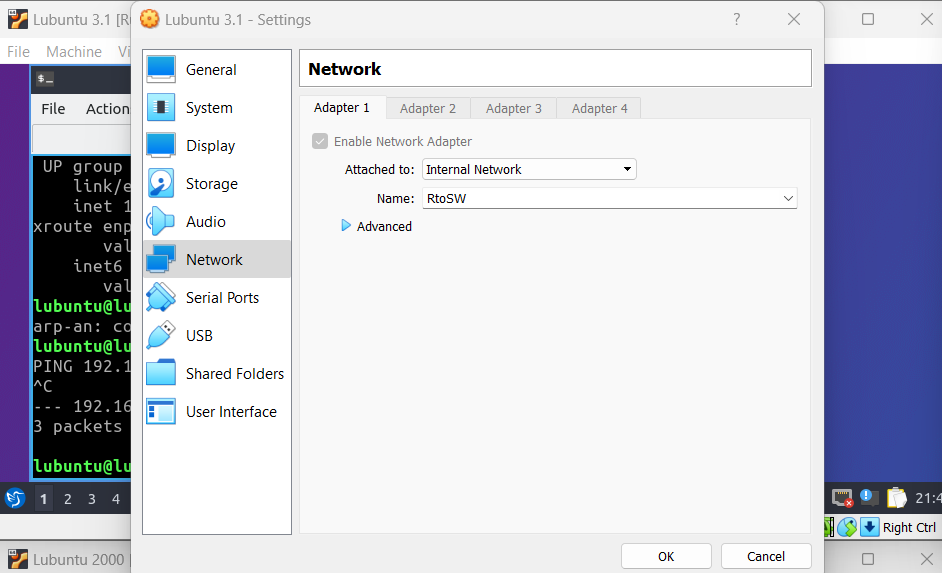 Lubuntu 3.1 [R
Lubuntu 3.1 - Settings
?
File Machine Vi
$_
File Action
UP group
link/e
inet 1
xroute enp
val
inet6
val
lubuntu@lu
arp-an: co
lubuntu@lu
PING 192.1
^C
--- 192.16
3 packets
lubuntu@lu
1 2 3 4
General
System
Display
Storage
Audio
Network
Serial Ports
USB
Shared Folders
User Interface
Network
Adapter 1 Adapter 2 Adapter 3 Adapter 4
Enable Network Adapter
Attached to: Internal Network
Name: RtoSW
Advanced
OK Cancel
21:4
Right Ctrl
Lubuntu 2000